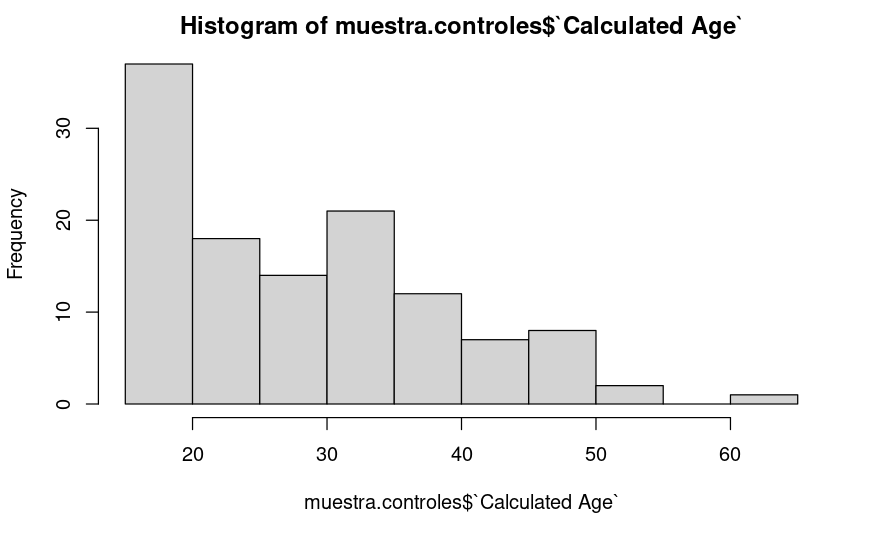 Histogram of muestra.controles$`Calculated Age`
Frequency
30
20
10
0
20 30 40 50 60
muestra.controles$`Calculated Age`